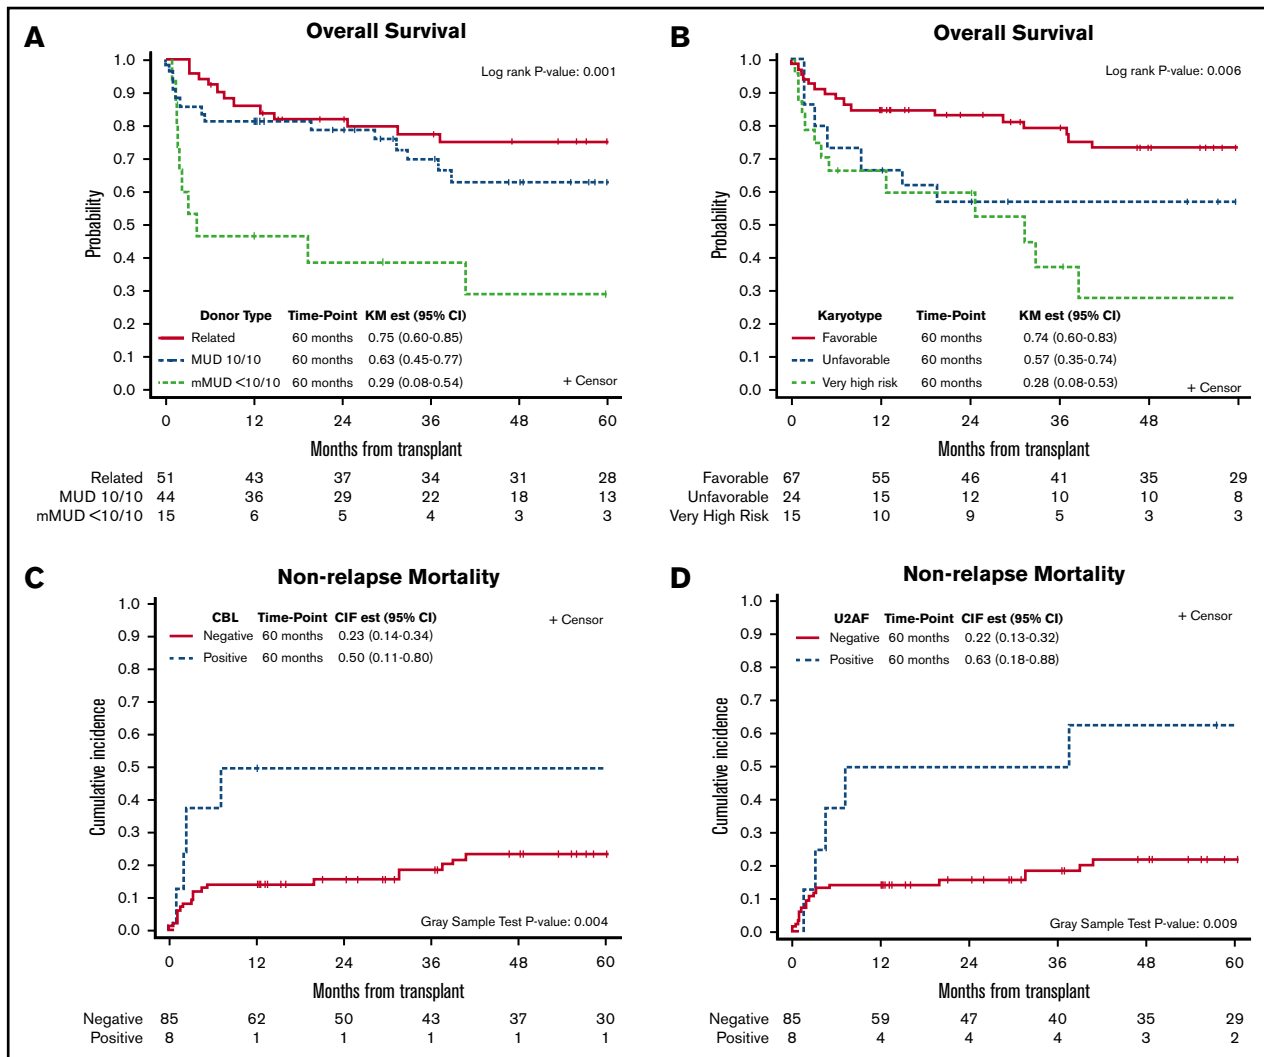 A
Overall Survival
Log rank P-value: 0.001
Probability
1.0
0.9
0.8
0.7
0.6
0.5
0.4
0.3
0.2
0.1
0.0
Donor Type Time-Point KM est (95% CI)
Related 60 months 0.75 (0.60-0.85)
MUD 10/10 60 months 0.63 (0.45-0.77)
mMUD <10/10 60 months 0.29 (0.08-0.54)
+ Censor
0 12 24 36 48 60
Months from transplant
Related 51 43 37 34 31 28
MUD 10/10 44 36 29 22 18 13
mMUD <10/10 15 6 5 4 3 3
B
Overall Survival
Log rank P-value: 0.006
Probability
1.0
0.9
0.8
0.7
0.6
0.5
0.4
0.3
0.2
0.1
0.0
Karyotype Time-Point KM est (95% CI)
Favorable 60 months 0.74 (0.60-0.83)
Unfavorable 60 months 0.57 (0.35-0.74)
Very high risk 60 months 0.28 (0.08-0.53)
+ Censor
0 12 24 36 48
Months from transplant
Favorable 67 55 46 41 35 29
Unfavorable 24 15 12 10 10 8
Very High Risk 15 10 9 5 3 3
C
Non-relapse Mortality
CBL Time-Point CIF est (95% CI)
Negative 60 months 0.23 (0.14-0.34)
Positive 60 months 0.50 (0.11-0.80)
+ Censor
Cumulative incidence
1.0
0.9
0.8
0.7
0.6
0.5
0.4
0.3
0.2
0.1
0.0
Gray Sample Test P-value: 0.004
0 12 24 36 48 60
Months from transplant
Negative 85 62 50 43 37 30
Positive 8 1 1 1 1 1
D
Non-relapse Mortality
U2AF Time-Point CIF est (95% CI)
Negative 60 months 0.22 (0.13-0.32)
Positive 60 months 0.63 (0.18-0.88)
+ Censor
Cumulative incidence
1.0
0.9
0.8
0.7
0.6
0.5
0.4
0.3
0.2
0.1
0.0
Gray Sample Test P-value: 0.009
0 12 24 36 48 60
Months from transplant
Negative 85 59 47 40 35 29
Positive 8 4 4 4 3 2